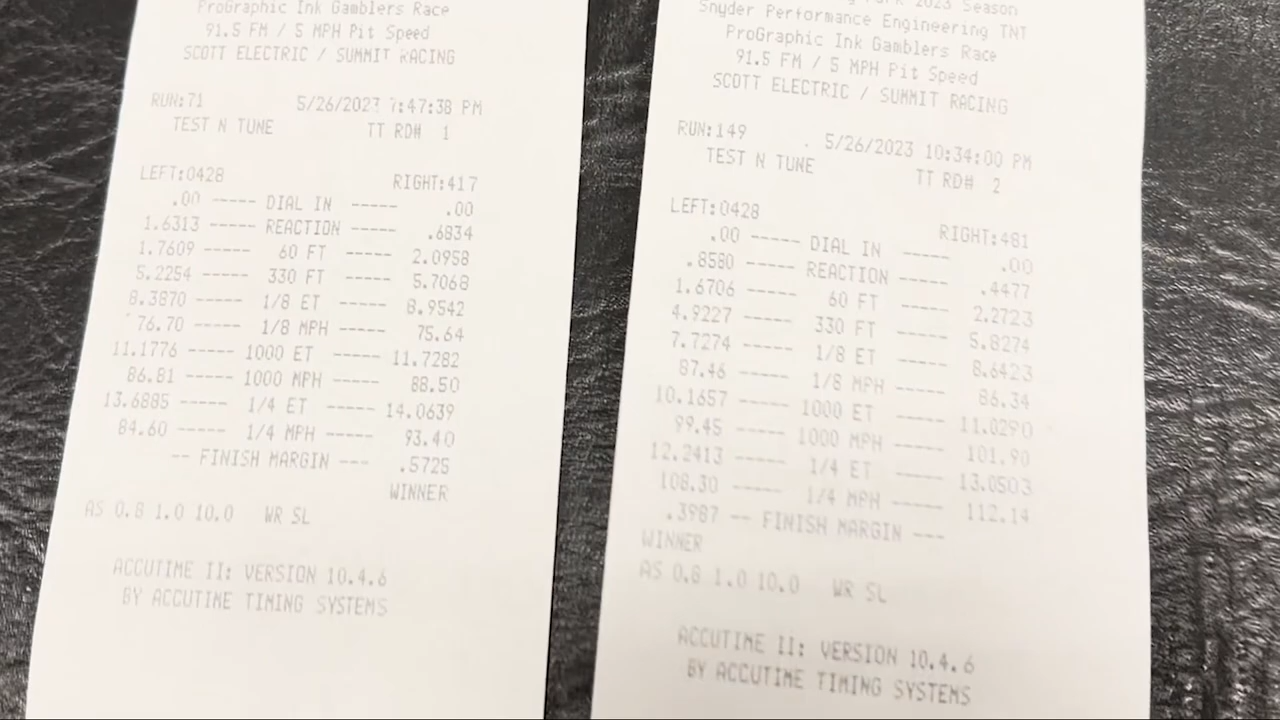 ProGraphic Ink Gamblers Race
91.5 FM / 5 MPH Pit Speed
SCOTT ELECTRIC / SUMMIT RACING
RUN:71 5/26/2023 7:47:38 PM
TEST N TUNE TT RD# 1
LEFT:0428 RIGHT:417
.00 ----- DIAL IN ----- .00
1.6313 ----- REACTION ----- .6834
1.7609 ----- 60 FT ----- 2.0958
5.2254 ----- 330 FT ----- 5.7068
8.3870 ----- 1/8 ET ----- 8.9542
76.70 ----- 1/8 MPH ----- 75.64
11.1776 ----- 1000 ET ----- 11.7282
86.81 ----- 1000 MPH ----- 88.50
13.6885 ----- 1/4 ET ----- 14.0639
84.60 ----- 1/4 MPH ----- 93.40
-- FINISH MARGIN --- .5725
WINNER
AS 0.8 1.0 10.0 WR SL
ACCUTIME II: VERSION 10.4.6
BY ACCUTIME TIMING SYSTEMS
2023 Season
Snyder Performance Engineering TNT
ProGraphic Ink Gamblers Race
91.5 FM / 5 MPH Pit Speed
SCOTT ELECTRIC / SUMMIT RACING
RUN:149 5/26/2023 10:34:00 PM
TEST N TUNE TT RD# 2
LEFT:0428 RIGHT:481
.00 ----- DIAL IN ----- .00
.8580 ----- REACTION ----- .4477
1.6706 ----- 60 FT ----- 2.2723
4.9227 ----- 330 FT ----- 5.8274
7.7274 ----- 1/8 ET ----- 8.6423
87.46 ----- 1/8 MPH ----- 86.34
10.1657 ----- 1000 ET ----- 11.0290
99.45 ----- 1000 MPH ----- 101.90
12.2413 ----- 1/4 ET ----- 13.0503
108.30 ----- 1/4 MPH ----- 112.14
.3987 -- FINISH MARGIN ---
WINNER
AS 0.8 1.0 10.0 WR SL
ACCUTIME II: VERSION 10.4.6
BY ACCUTIME TIMING SYSTEMS